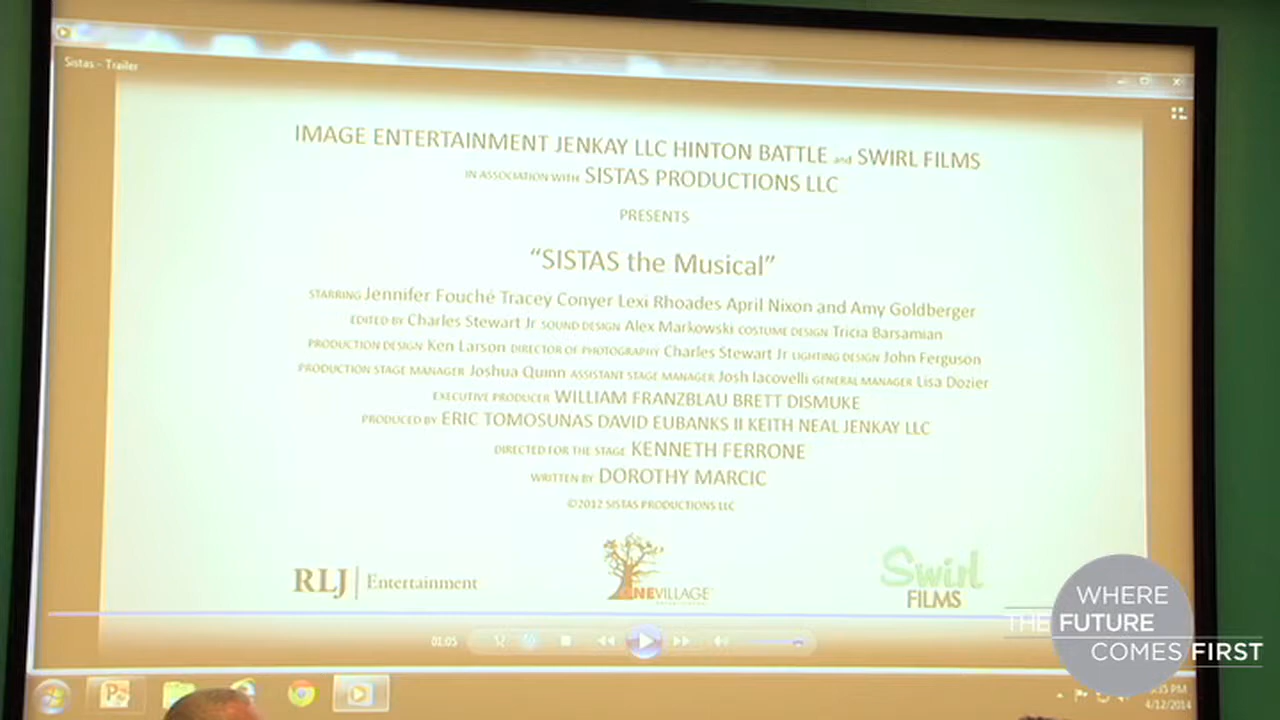 Sistas - Trailer
IMAGE ENTERTAINMENT JENKAY LLC HINTON BATTLE and SWIRL FILMS
IN ASSOCIATION WITH SISTAS PRODUCTIONS LLC
PRESENTS
“SISTAS the Musical”
STARRING Jennifer Fouché Tracey Conyer Lexi Rhoades April Nixon and Amy Goldberger
EDITED BY Charles Stewart Jr SOUND DESIGN Alex Markowski COSTUME DESIGN Tricia Barsamian
PRODUCTION DESIGN Ken Larson DIRECTOR OF PHOTOGRAPHY Charles Stewart Jr LIGHTING DESIGN John Ferguson
PRODUCTION STAGE MANAGER Joshua Quinn ASSISTANT STAGE MANAGER Josh Iacovelli GENERAL MANAGER Lisa Dozier
EXECUTIVE PRODUCER WILLIAM FRANZBLAU BRETT DISMUKE
PRODUCED BY ERIC TOMOSUNAS DAVID EUBANKS II KEITH NEAL JENKAY LLC
DIRECTED FOR THE STAGE KENNETH FERRONE
WRITTEN BY DOROTHY MARCIC
©2012 SISTAS PRODUCTIONS LLC
RLJ Entertainment
ONEVILLAGE
Swirl
FILMS
01:05
WHERE
THE FUTURE
COMES FIRST
PM
4/12/2014